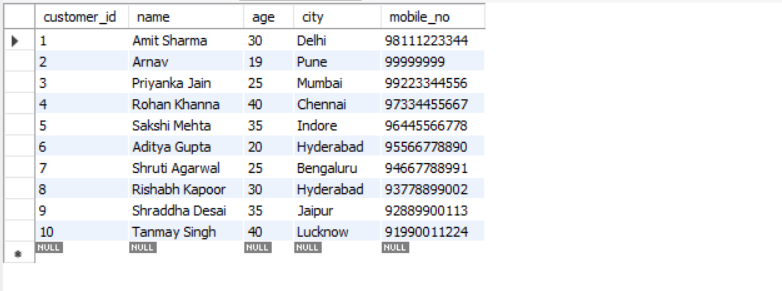 customer_id name age city mobile_no
1 Amit Sharma 30 Delhi 98111223344
2 Arnav 19 Pune 99999999
3 Priyanka Jain 25 Mumbai 99223344556
4 Rohan Khanna 40 Chennai 97334455667
5 Sakshi Mehta 35 Indore 96445566778
6 Aditya Gupta 20 Hyderabad 95566778890
7 Shruti Agarwal 25 Bengaluru 94667788991
8 Rishabh Kapoor 30 Hyderabad 93778899002
9 Shraddha Desai 35 Jaipur 92889900113
10 Tanmay Singh 40 Lucknow 91990011224
NULL NULL NULL NULL NULL